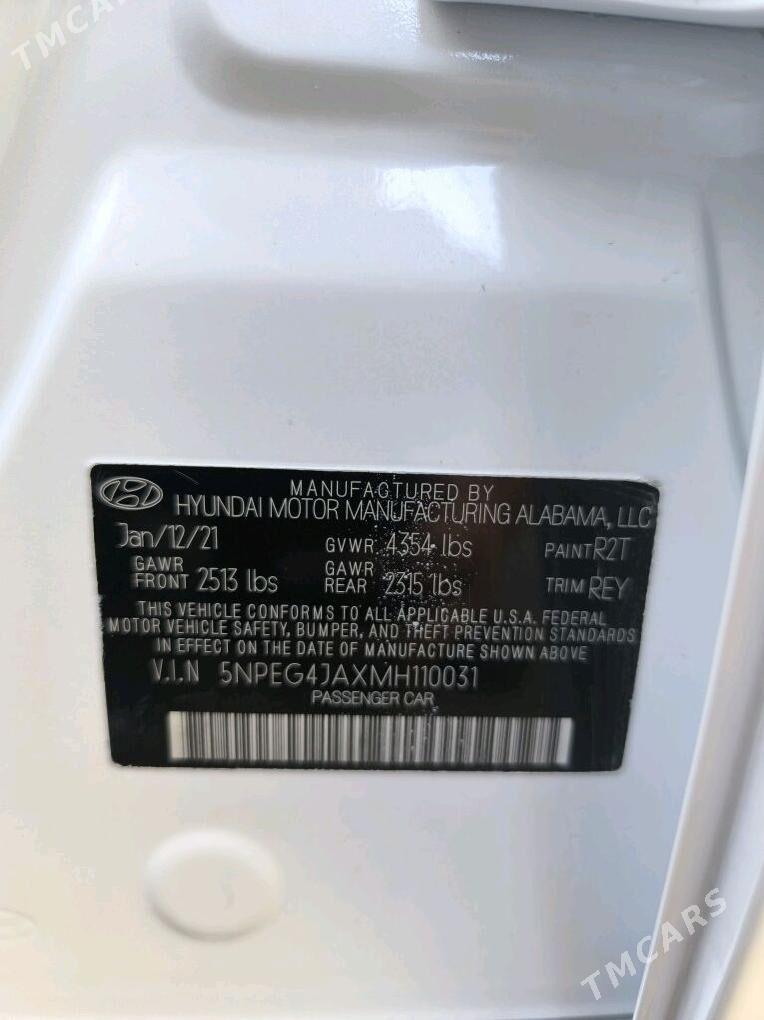 TMCARS
MANUFACTURED BY
HYUNDAI MOTOR MANUFACTURING ALABAMA, LLC
Jan/12/21 GVWR 4354 lbs PAINT R2T
GAWR FRONT 2513 lbs GAWR REAR 2315 lbs TRIM REY
THIS VEHICLE CONFORMS TO ALL APPLICABLE U.S.A. FEDERAL
MOTOR VEHICLE SAFETY, BUMPER, AND THEFT PREVENTION STANDARDS
IN EFFECT ON THE DATE OF MANUFACTURE SHOWN ABOVE
V.I.N 5NPEG4JAXMH110031
PASSENGER CAR
TMCARS